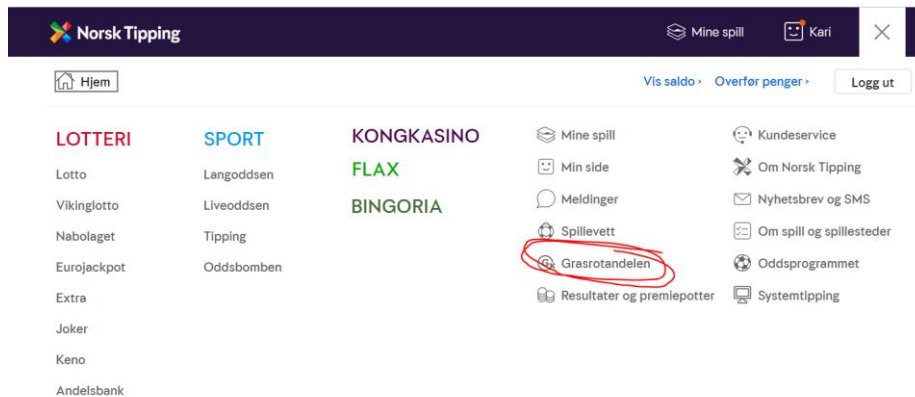 Norsk Tipping
Mine spill
Kari
Hjem
Vis saldo ›
Overfør penger ›
Logg ut
LOTTERI
Lotto
Vikinglotto
Nabolaget
Eurojackpot
Extra
Joker
Keno
Andelsbank
SPORT
Langoddsen
Liveoddsen
Tipping
Oddsbomben
KONGKASINO
FLAX
BINGORIA
Mine spill
Min side
Meldinger
Spillevett
Grasrotandelen
Resultater og premiepotter
Kundeservice
Om Norsk Tipping
Nyhetsbrev og SMS
Om spill og spillesteder
Oddsprogrammet
Systemtipping